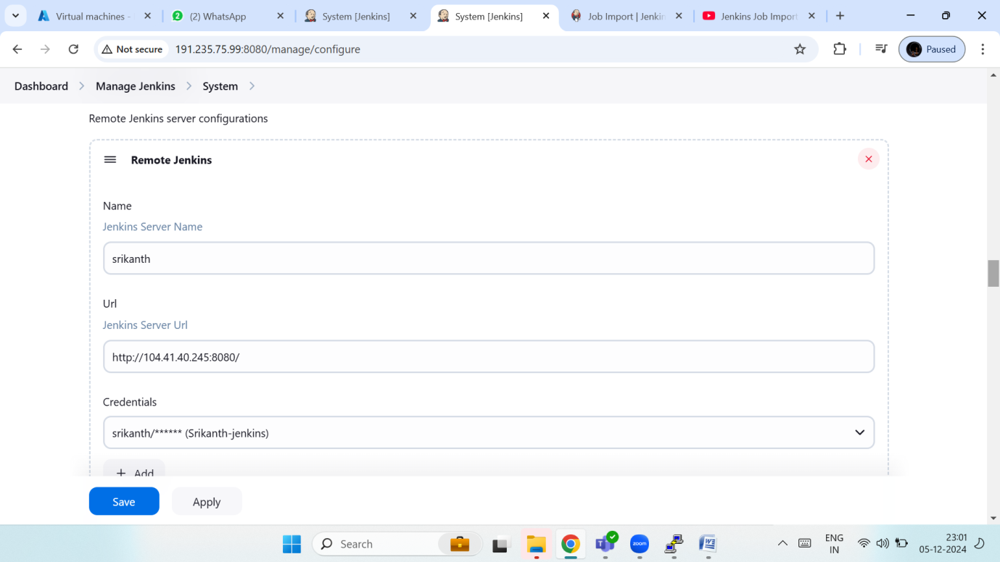 Virtual machines -
2
(2) WhatsApp
System [Jenkins]
System [Jenkins]
Job Import | Jenkin
Jenkins Job Import
Not secure
191.235.75.99:8080/manage/configure
Paused
Dashboard
Manage Jenkins
System
Remote Jenkins server configurations
Remote Jenkins
Name
Jenkins Server Name
srikanth
Url
Jenkins Server Url
http://104.41.40.245:8080/
Credentials
srikanth/****** (Srikanth-jenkins)
+ Add
Save
Apply
Search
zoom
ENG
IN
23:01
05-12-2024